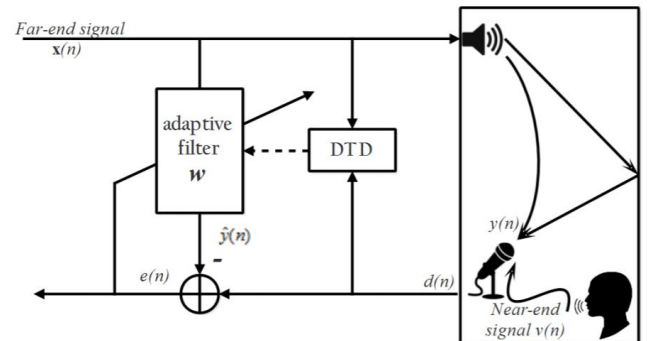 Far-end signal
x(n)
adaptive
filter
w
DTD
ŷ(n)
-
e(n)
d(n)
y(n)
Near-end
signal v(n)